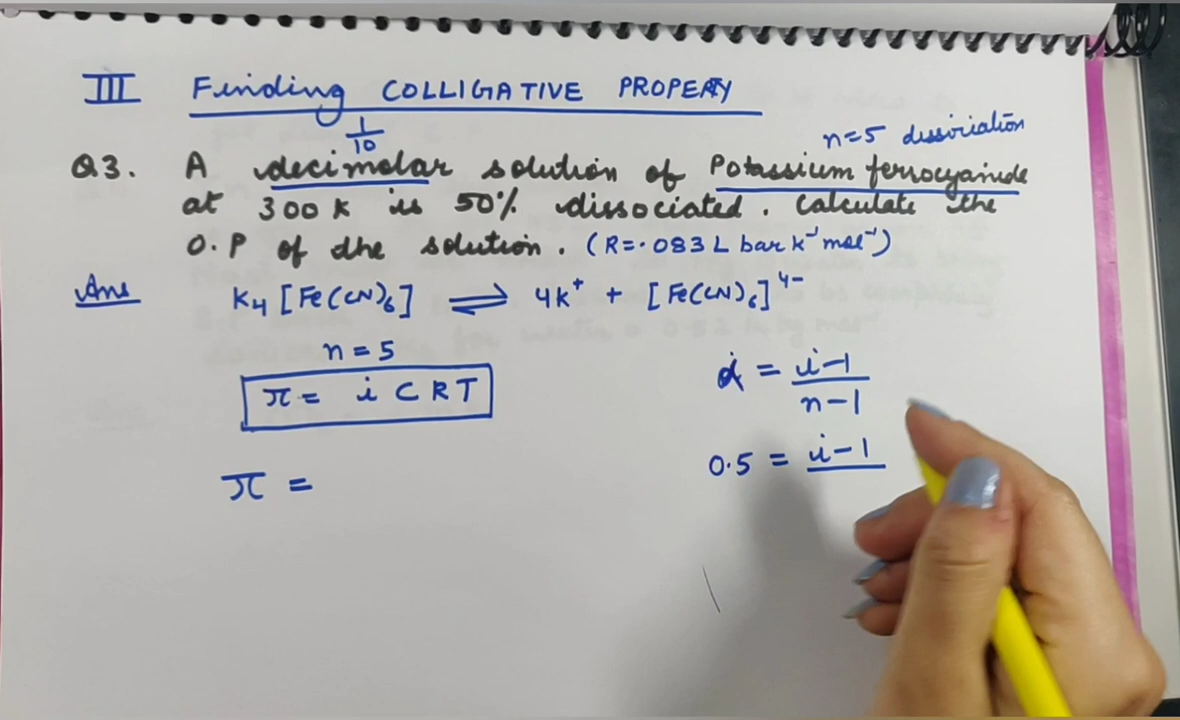 III Finding COLLIGATIVE PROPERTY
1/10
n=5 dissociation
Q3. A decimolar solution of Potassium ferrocyanide
at 300 K is 50% dissociated. Calculate the
O.P of the solution. (R=.083 L bar K⁻¹ mol⁻¹)
Ans K₄[Fe(CN)₆] ⇌ 4K⁺ + [Fe(CN)₆]⁴⁻
n = 5
π = i C R T
α = i-1/n-1
0.5 = i-1
π =